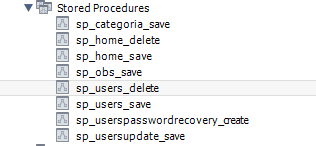 Stored Procedures
sp_categoria_save
sp_home_delete
sp_home_save
sp_obs_save
sp_users_delete
sp_users_save
sp_userspasswordrecovery_create
sp_usersupdate_save